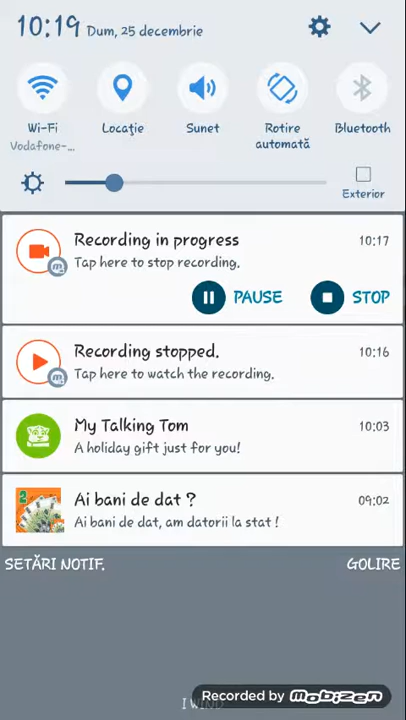 10:19 Dum, 25 decembrie
Wi-Fi Locaţie Sunet Rotire automată Bluetooth
Vodafone-...
Exterior
Recording in progress 10:17
Tap here to stop recording.
PAUSE STOP
Recording stopped. 10:16
Tap here to watch the recording.
My Talking Tom 10:03
A holiday gift just for you!
2
Ai bani de dat ? 09:02
Ai bani de dat, am datorii la stat !
SETĂRI NOTIF. GOLIRE
Recorded by mobizen